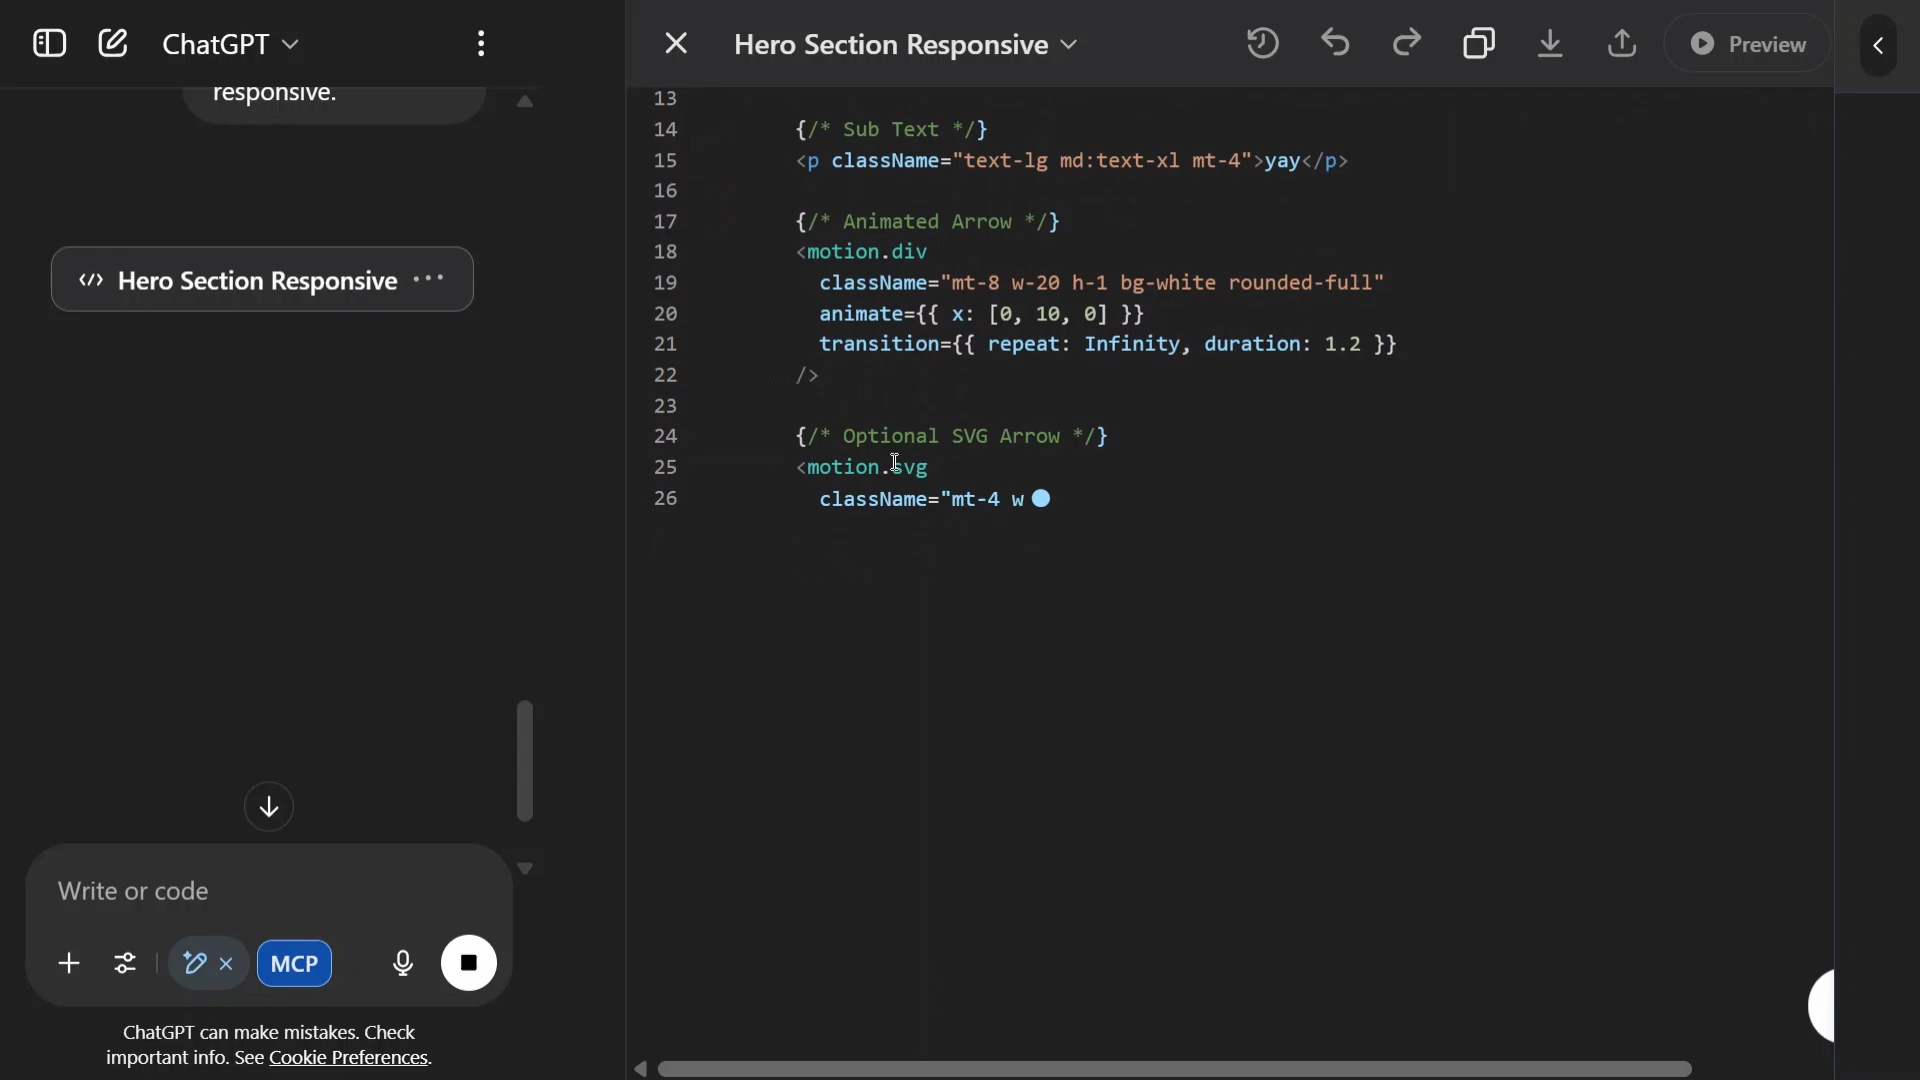 ChatGPT
responsive.
Hero Section Responsive
Write or code
MCP
ChatGPT can make mistakes. Check
important info. See Cookie Preferences.
Hero Section Responsive
Preview
13
14 {/* Sub Text */}
15 <p className="text-lg md:text-xl mt-4">yay</p>
16
17 {/* Animated Arrow */}
18 <motion.div
19 className="mt-8 w-20 h-1 bg-white rounded-full"
20 animate={{ x: [0, 10, 0] }}
21 transition={{ repeat: Infinity, duration: 1.2 }}
22 />
23
24 {/* Optional SVG Arrow */}
25 <motion.svg
26 className="mt-4 w